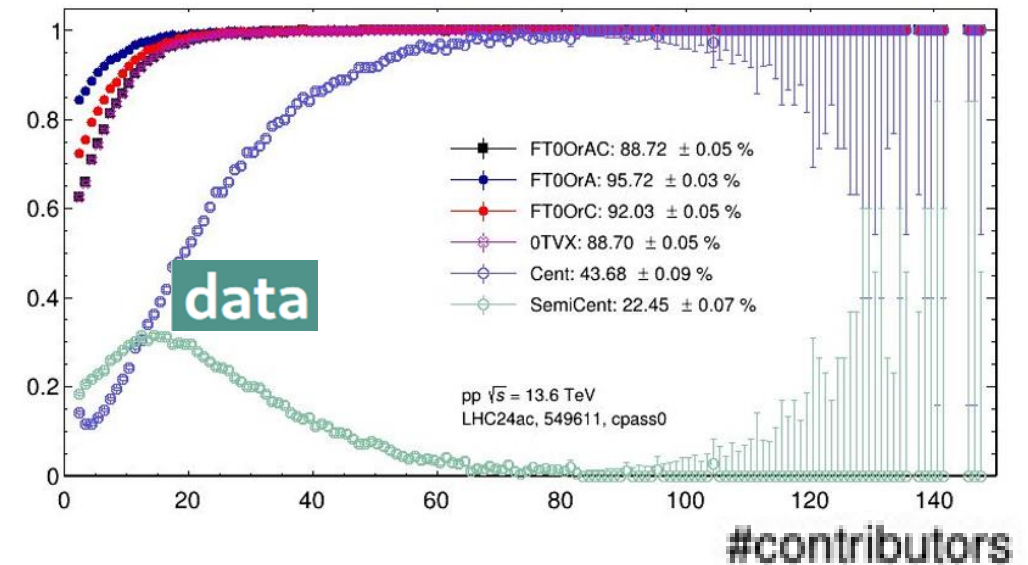 1
0.8
0.6
0.4
0.2
0
0 20 40 60 80 100 120 140
FT0OrAC: 88.72 ± 0.05 %
FT0OrA: 95.72 ± 0.03 %
FT0OrC: 92.03 ± 0.05 %
0TVX: 88.70 ± 0.05 %
Cent: 43.68 ± 0.09 %
SemiCent: 22.45 ± 0.07 %
data
pp √s = 13.6 TeV
LHC24ac, 549611, cpass0
#contributors